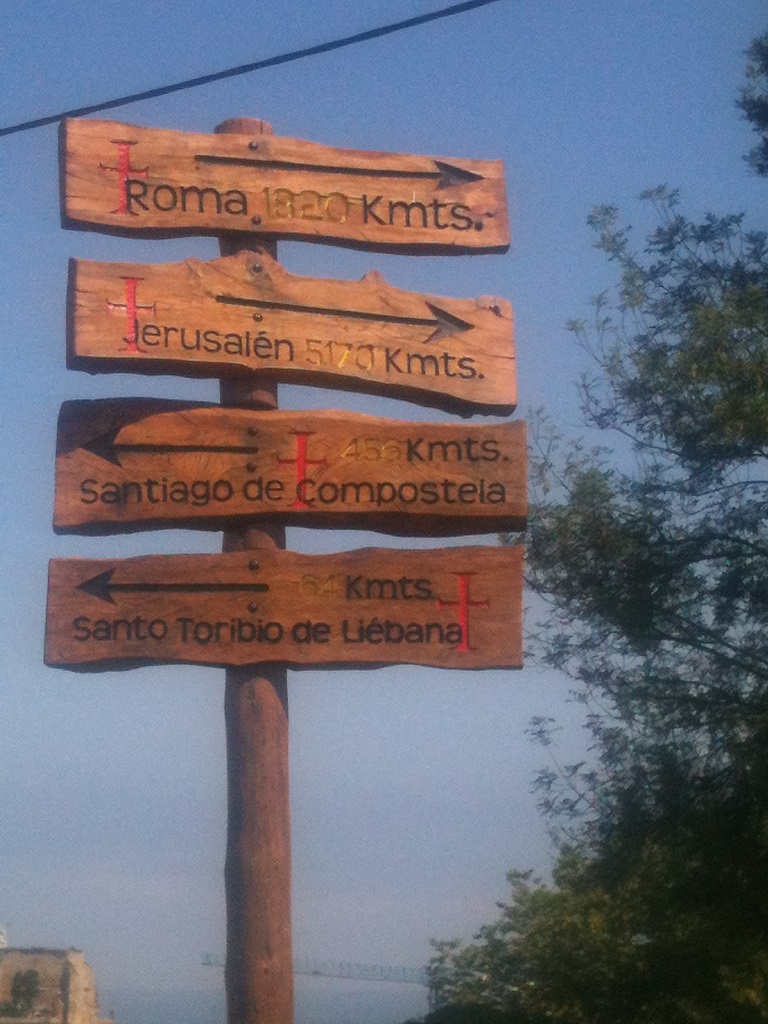 Roma 1820 Kmts.
Jerusalén 5170 Kmts.
456 Kmts.
Santiago de Compostela
64 Kmts.
Santo Toribio de Liébana